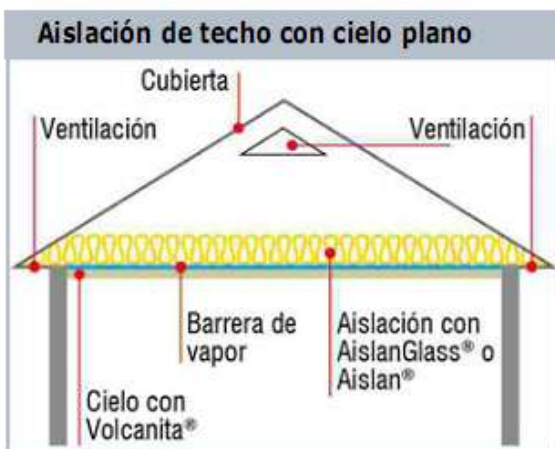 Aislación de techo con cielo plano
Cubierta
Ventilación
Ventilación
Barrera de
vapor
Aislación con
AislanGlass® o
Aislan®
Cielo con
Volcanita®